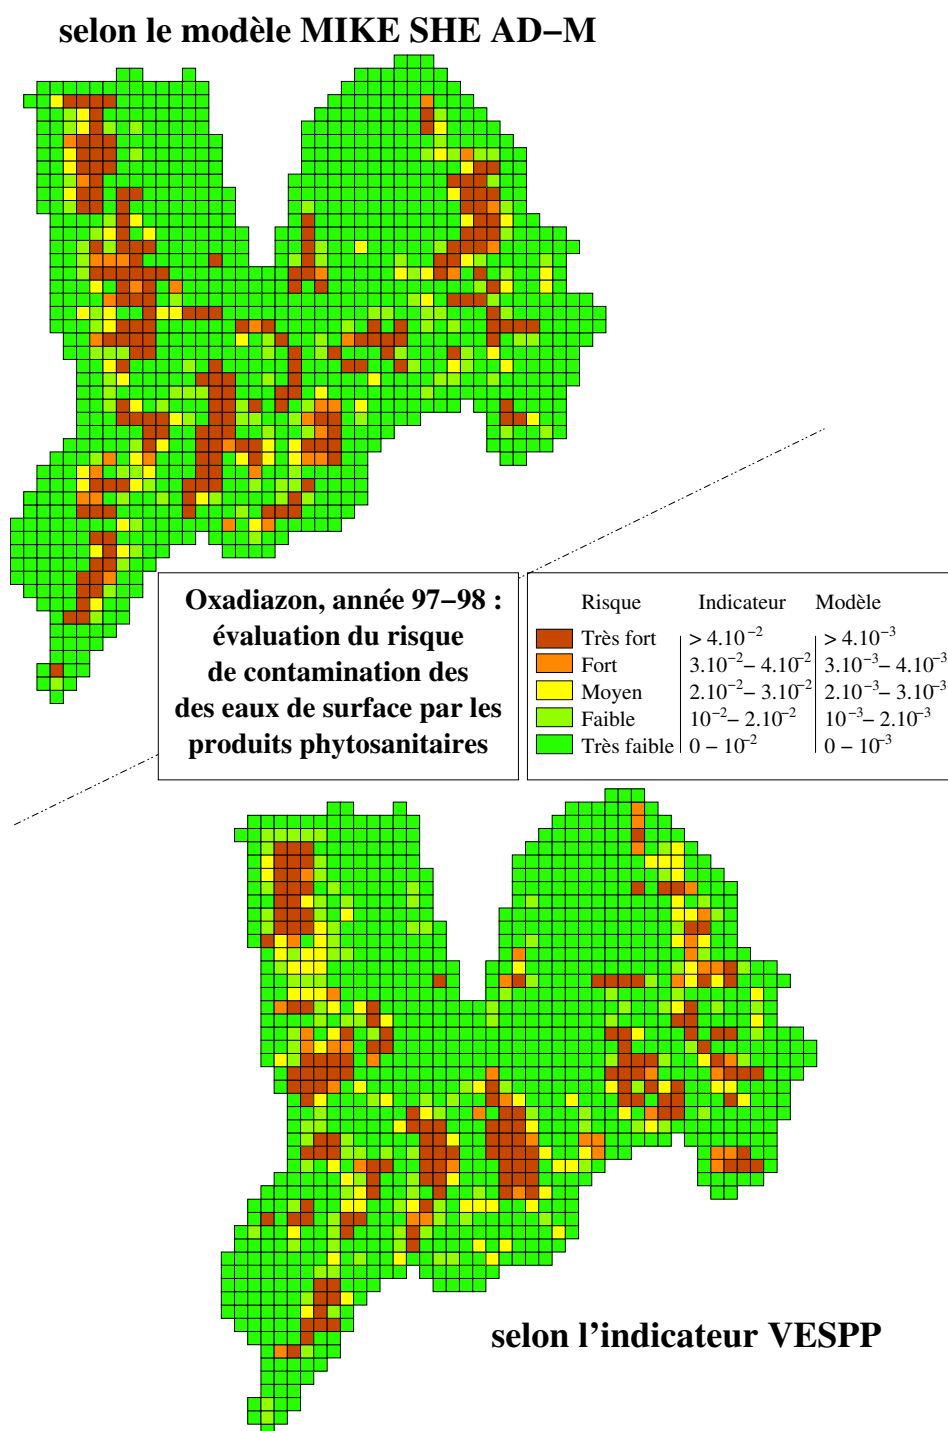 selon le modèle MIKE SHE AD−M
Oxadiazon, année 97−98 :
évaluation du risque
de contamination des
des eaux de surface par les
produits phytosanitaires
Risque Indicateur Modèle
Très fort > 4.10⁻² > 4.10⁻³
Fort 3.10⁻² − 4.10⁻² 3.10⁻³ − 4.10⁻³
Moyen 2.10⁻² − 3.10⁻² 2.10⁻³ − 3.10⁻³
Faible 10⁻² − 2.10⁻² 10⁻³ − 2.10⁻³
Très faible 0 − 10⁻² 0 − 10⁻³
selon l'indicateur VESPP